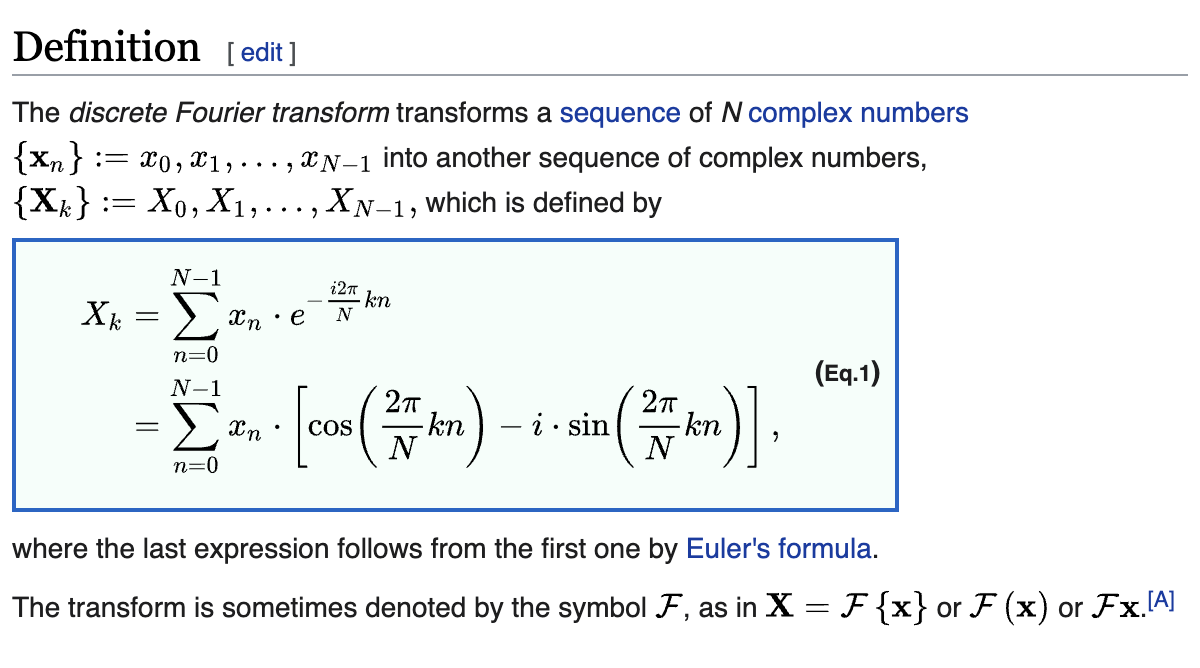 Definition [ edit ]
The discrete Fourier transform transforms a sequence of N complex numbers
{𝐱ₙ} := x₀, x₁, . . . , x_{N−1} into another sequence of complex numbers,
{𝐗ₖ} := X₀, X₁, . . . , X_{N−1}, which is defined by
Xₖ = ∑_{n=0}^{N−1} xₙ · e^{−(i2π/N)kn}
= ∑_{n=0}^{N−1} xₙ · [cos((2π/N)kn) − i · sin((2π/N)kn)],
(Eq.1)
where the last expression follows from the first one by Euler's formula.
The transform is sometimes denoted by the symbol ℱ, as in 𝐗 = ℱ{𝐱} or ℱ(𝐱) or ℱ𝐱.[A]